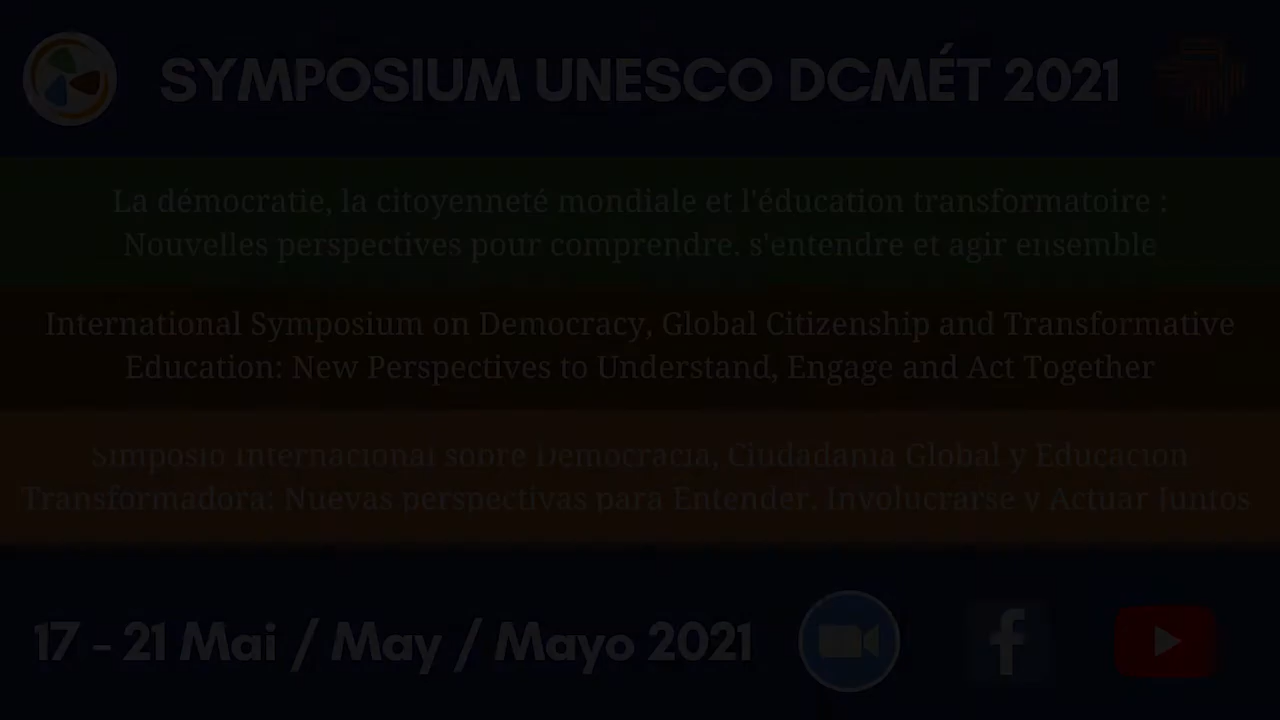 SYMPOSIUM UNESCO DCMÉT 2021
La démocratie, la citoyenneté mondiale et l'éducation transformatoire :
Nouvelles perspectives pour comprendre, s'entendre et agir ensemble
International Symposium on Democracy, Global Citizenship and Transformative
Education: New Perspectives to Understand, Engage and Act Together
Simposio Internacional sobre Democracia, Ciudadanía Global y Educación
Transformadora: Nuevas perspectivas para Entender, Involucrarse y Actuar Juntos
17 - 21 Mai / May / Mayo 2021